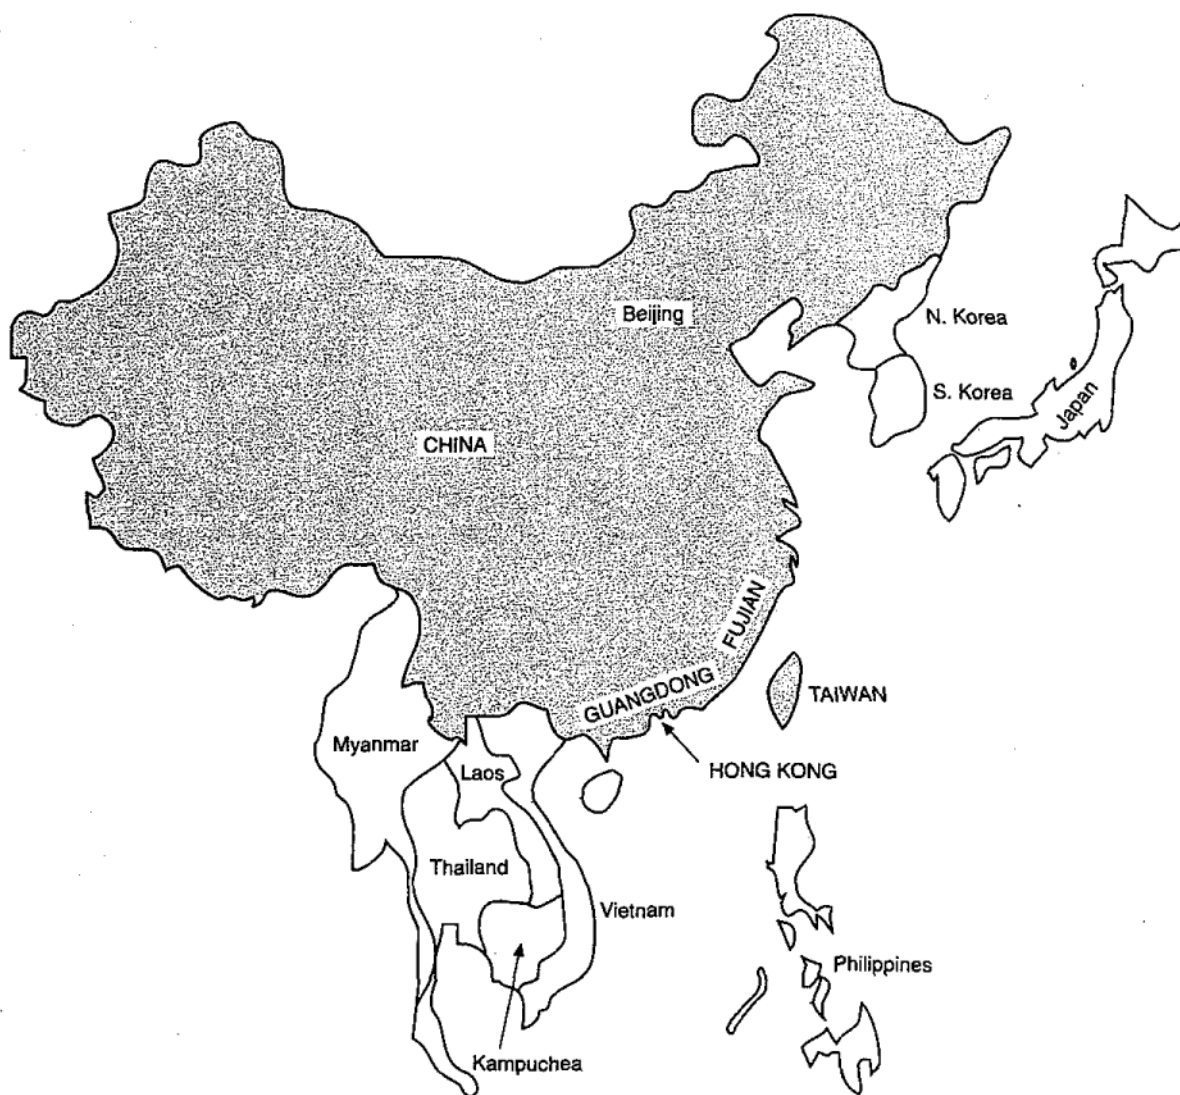 Beijing
N. Korea
S. Korea
Japan
CHINA
FUJIAN
GUANGDONG
TAIWAN
Myanmar
Laos
HONG KONG
Thailand
Vietnam
Philippines
Kampuchea